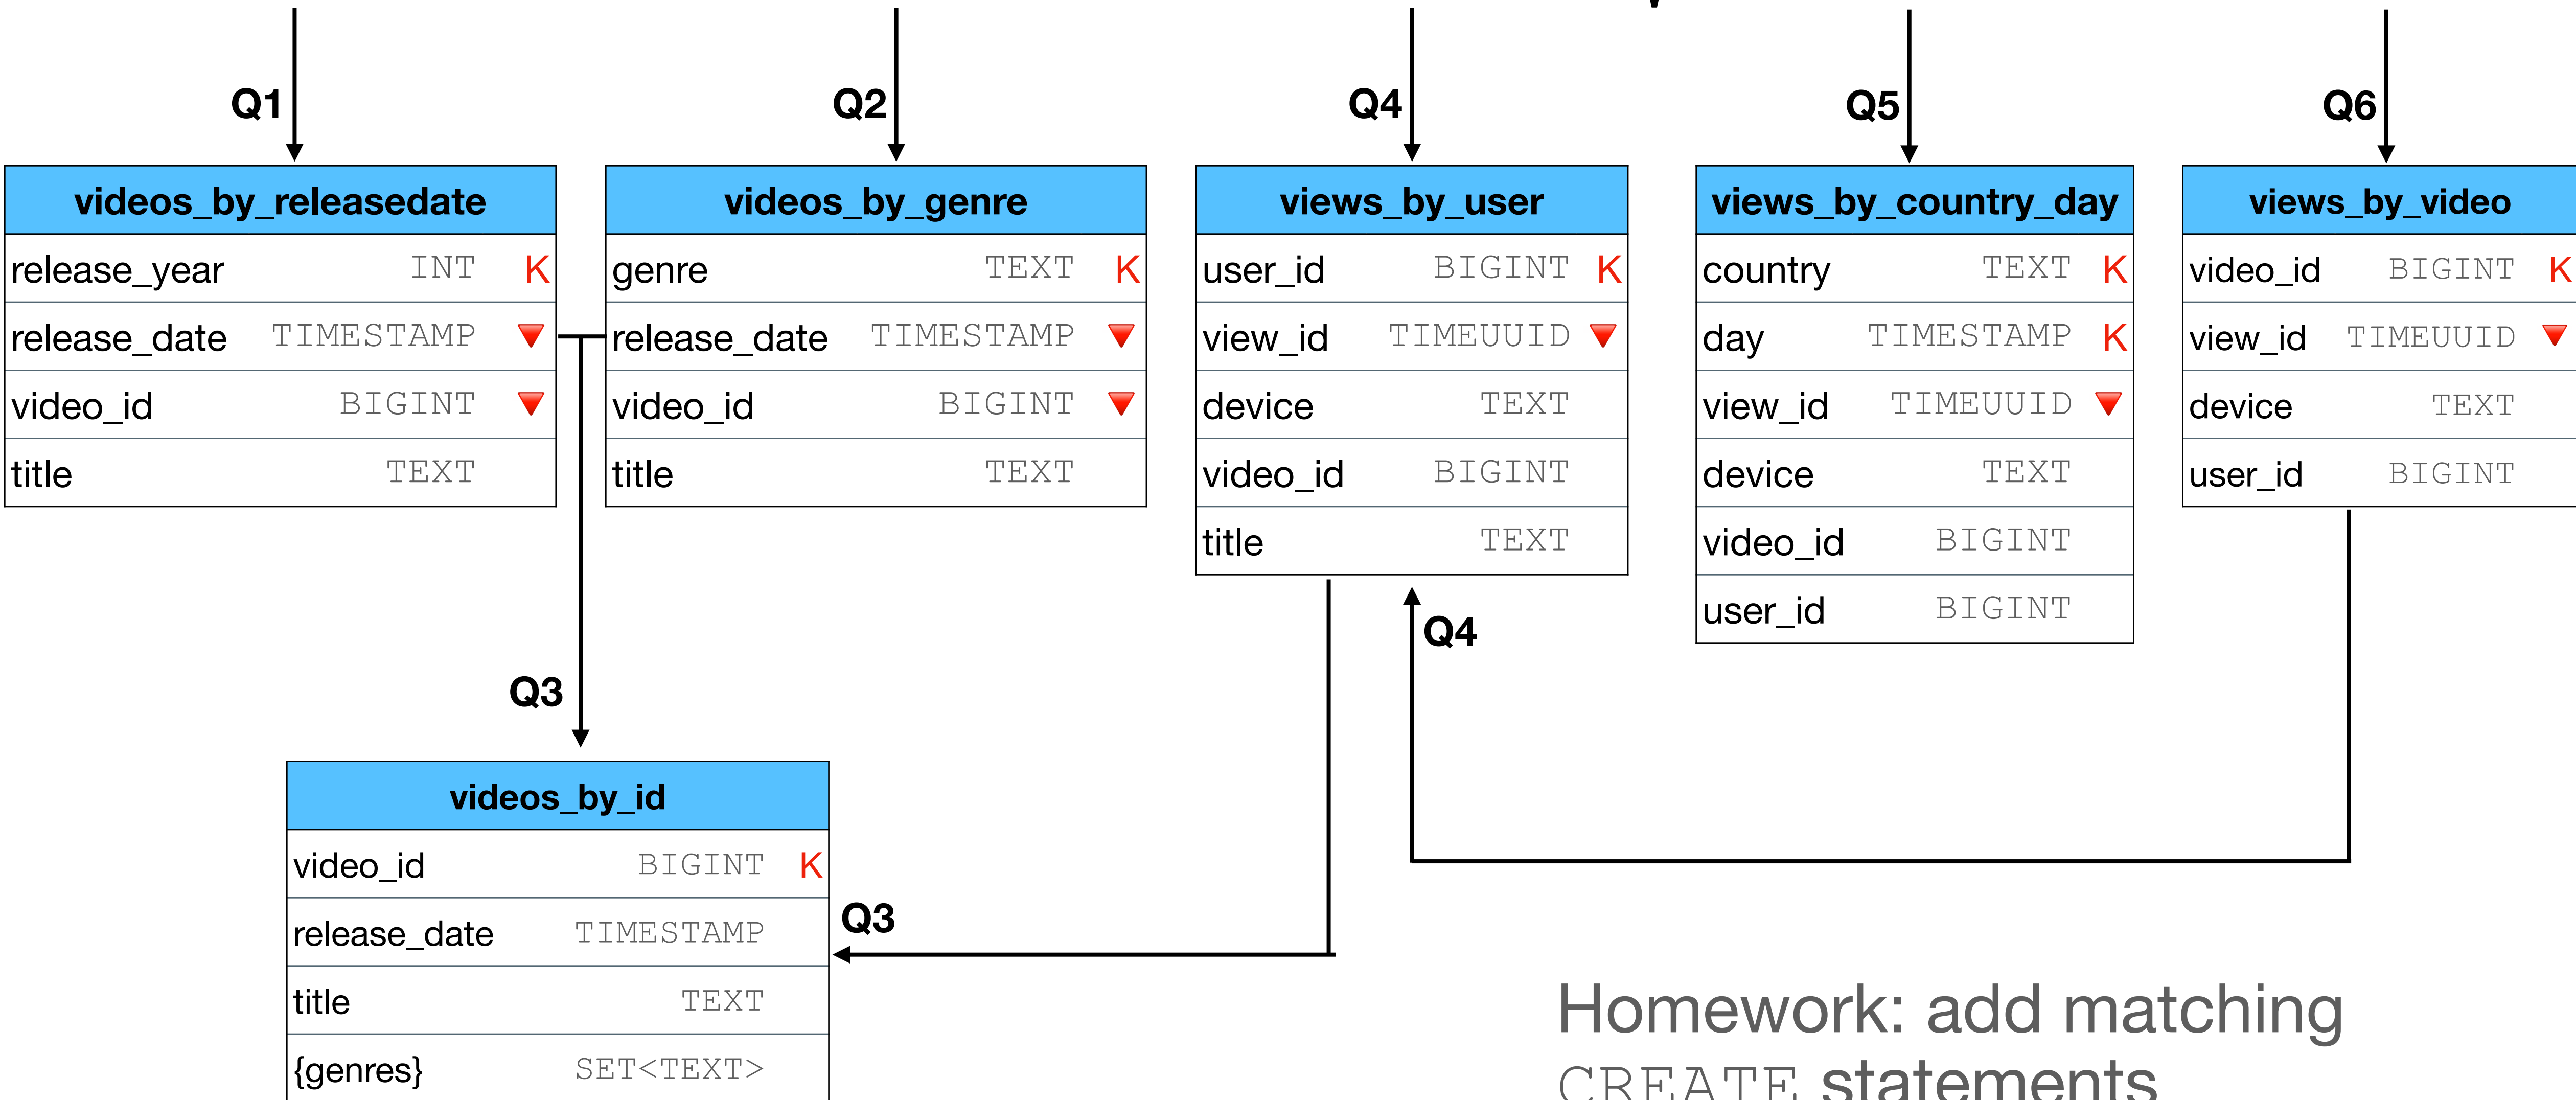 Q1
Q2
Q4
Q5
Q6
videos_by_releasedate
release_year INT K
release_date TIMESTAMP
video_id BIGINT
title TEXT
videos_by_genre
genre TEXT K
release_date TIMESTAMP
video_id BIGINT
title TEXT
views_by_user
user_id BIGINT K
view_id TIMEUUID
device TEXT
video_id BIGINT
title TEXT
views_by_country_day
country TEXT K
day TIMESTAMP K
view_id TIMEUUID
device TEXT
video_id BIGINT
user_id BIGINT
views_by_video
video_id BIGINT K
view_id TIMEUUID
device TEXT
user_id BIGINT
Q3
Q4
videos_by_id
video_id BIGINT K
release_date TIMESTAMP
title TEXT
{genres} SET<TEXT>
Q3
Homework: add matching
CREATE statements